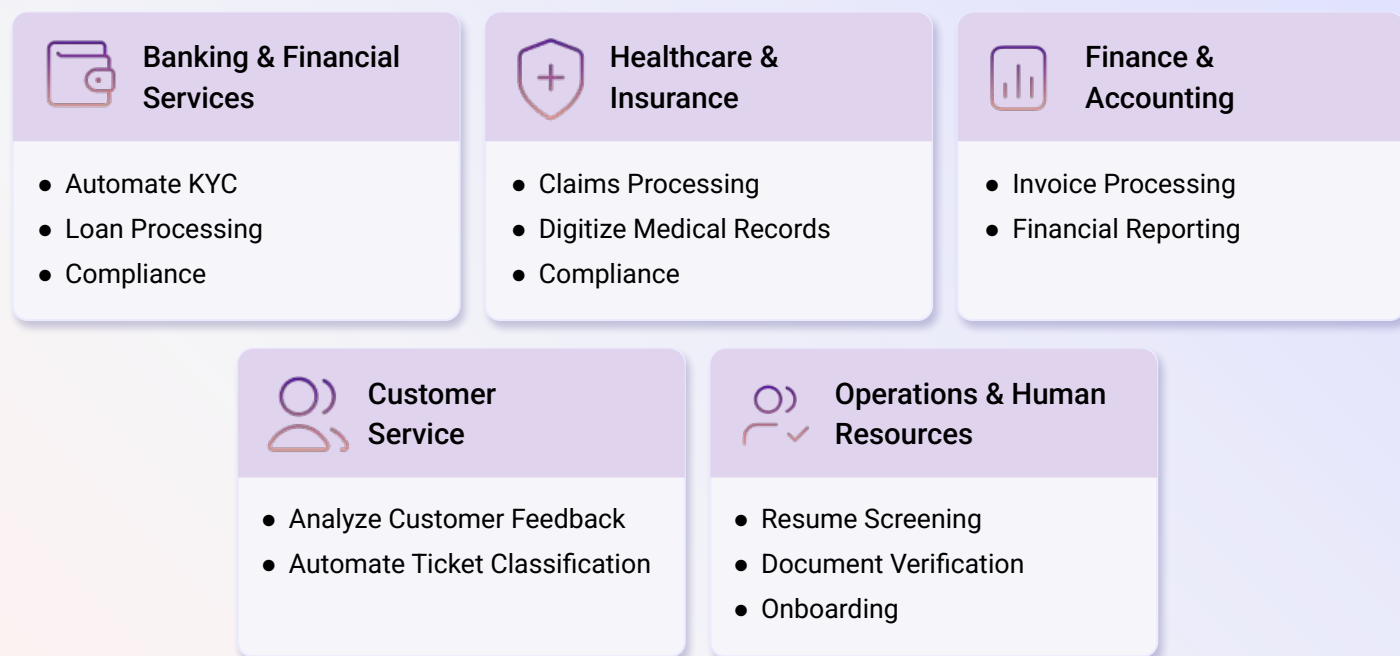 Banking & Financial
Services
● Automate KYC
● Loan Processing
● Compliance
Healthcare &
Insurance
● Claims Processing
● Digitize Medical Records
● Compliance
Finance &
Accounting
● Invoice Processing
● Financial Reporting
Customer
Service
● Analyze Customer Feedback
● Automate Ticket Classification
Operations & Human
Resources
● Resume Screening
● Document Verification
● Onboarding